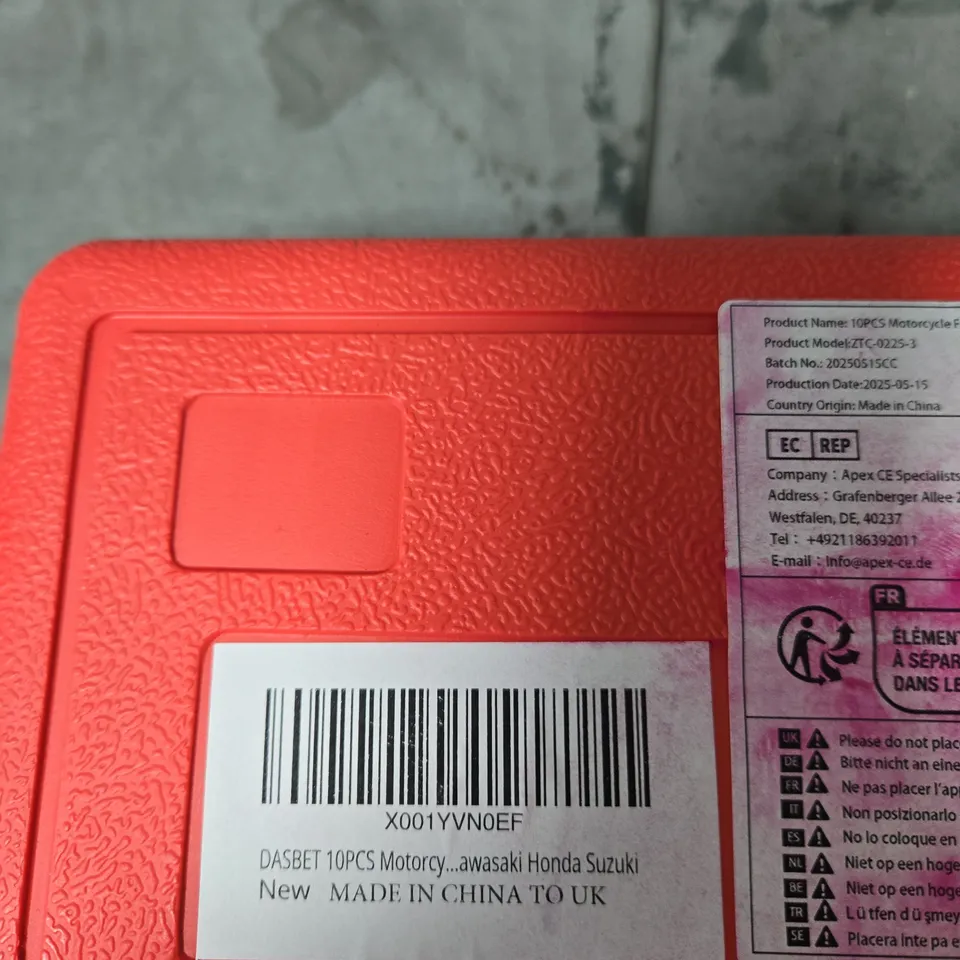 Product Name: 10PCS Motorcycle F
Product Model:ZTC-0225-3
Batch No.: 20250515CC
Production Date:2025-05-15
Country Origin: Made in China
EC REP
Company : Apex CE Specialists
Address : Grafenberger Allee 2
Westfalen, DE, 40237
Tel : +4921186392011
E-mail : Info@apex-ce.de
FR
ÉLÉMENT
À SÉPAR
DANS LE
UK Please do not plac
DE Bitte nicht an eine
FR Ne pas placer l'app
IT Non posizionarlo
ES No lo coloque en
NL Niet op een hoge
BE Niet op een hoge
TR Lütfen düşmey
SE Placera inte pa e
X001YVN0EF
DASBET 10PCS Motorcy...awasaki Honda Suzuki
New MADE IN CHINA TO UK